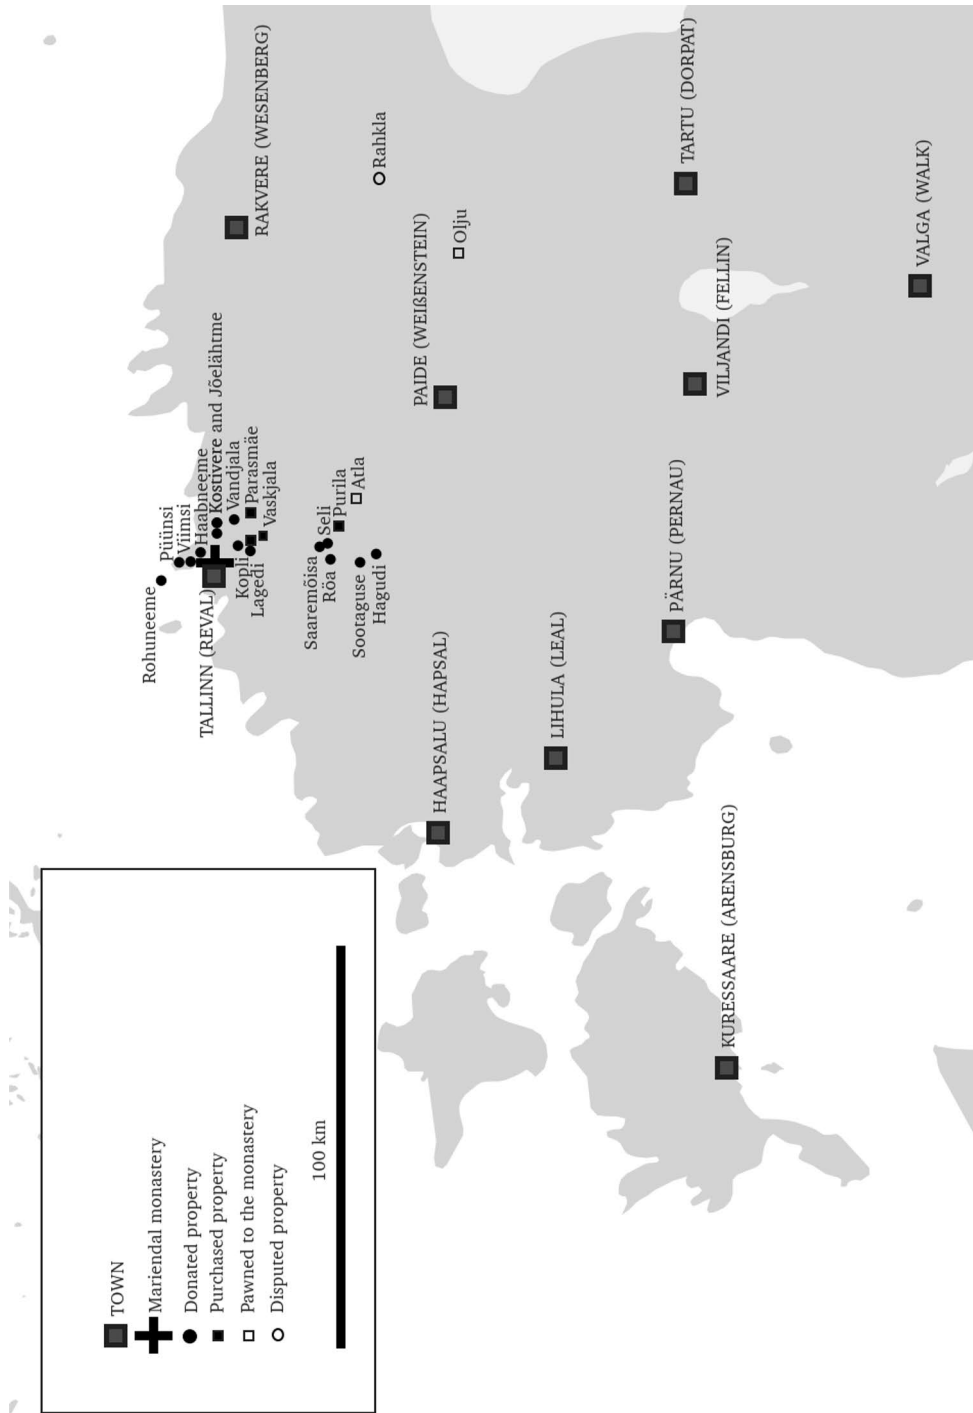 TOWN
Mariendal monastery
Donated property
Purchased property
Pawned to the monastery
Disputed property
100 km
Rohuneeme
Püünsi
Viimsi
Haabneeme
Kostivere and Jõelähtme
Vandjala
Parasmäe
Vaskjala
TALLINN (REVAL)
Kopli
Lagedi
Saaremõisa
Seli
Röa
Purila
Atla
Sootaguse
Hagudi
RAKVERE (WESENBERG)
Rahkla
PAIDE (WEIßENSTEIN)
Olju
HAAPSALU (HAPSAL)
LIHULA (LEAL)
PÄRNU (PERNAU)
VILJANDI (FELLIN)
TARTU (DORPAT)
VALGA (WALK)
KURESSAARE (ARENSBURG)